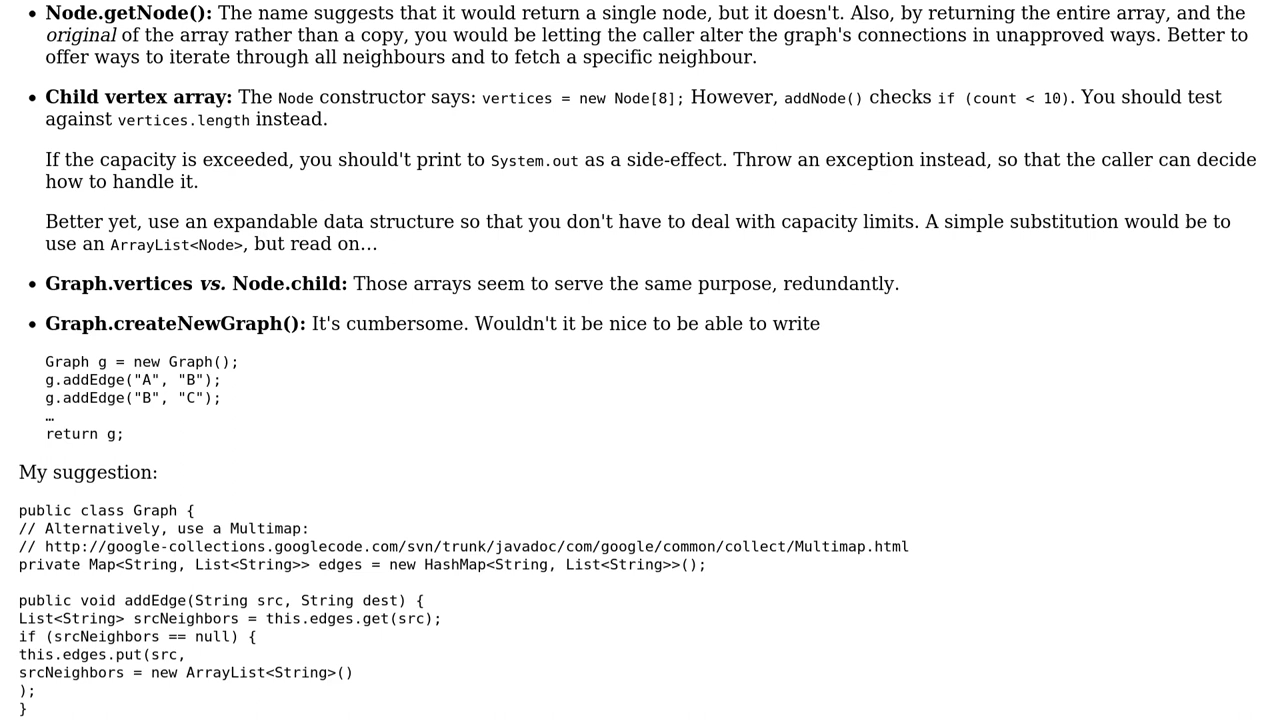 • Node.getNode(): The name suggests that it would return a single node, but it doesn't. Also, by returning the entire array, and the
original of the array rather than a copy, you would be letting the caller alter the graph's connections in unapproved ways. Better to
offer ways to iterate through all neighbours and to fetch a specific neighbour.
• Child vertex array: The Node constructor says: vertices = new Node[8]; However, addNode() checks if (count < 10). You should test
against vertices.length instead.
If the capacity is exceeded, you should't print to System.out as a side-effect. Throw an exception instead, so that the caller can decide
how to handle it.
Better yet, use an expandable data structure so that you don't have to deal with capacity limits. A simple substitution would be to
use an ArrayList<Node>, but read on…
• Graph.vertices vs. Node.child: Those arrays seem to serve the same purpose, redundantly.
• Graph.createNewGraph(): It's cumbersome. Wouldn't it be nice to be able to write
Graph g = new Graph();
g.addEdge("A", "B");
g.addEdge("B", "C");
…
return g;
My suggestion:
public class Graph {
// Alternatively, use a Multimap:
// http://google-collections.googlecode.com/svn/trunk/javadoc/com/google/common/collect/Multimap.html
private Map<String, List<String>> edges = new HashMap<String, List<String>>();
public void addEdge(String src, String dest) {
List<String> srcNeighbors = this.edges.get(src);
if (srcNeighbors == null) {
this.edges.put(src,
srcNeighbors = new ArrayList<String>()
);
}